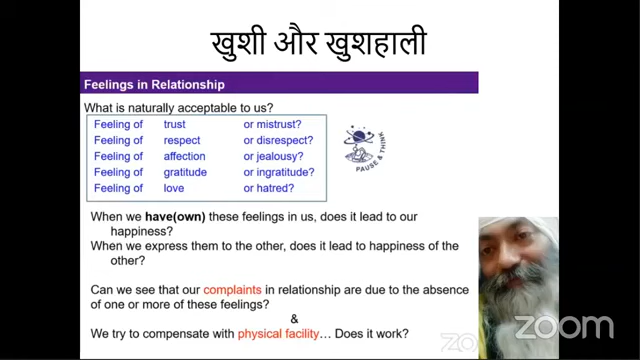 खुशी और खुशहाली
Feelings in Relationship
What is naturally acceptable to us?
Feeling of trust or mistrust?
Feeling of respect or disrespect?
Feeling of affection or jealousy?
Feeling of gratitude or ingratitude?
Feeling of love or hatred?
PAUSE & THINK
When we have(own) these feelings in us, does it lead to our
happiness?
When we express them to the other, does it lead to happiness of the
other?
Can we see that our complaints in relationship are due to the absence
of one or more of these feelings?
&
We try to compensate with physical facility… Does it work?
zoom
zoom